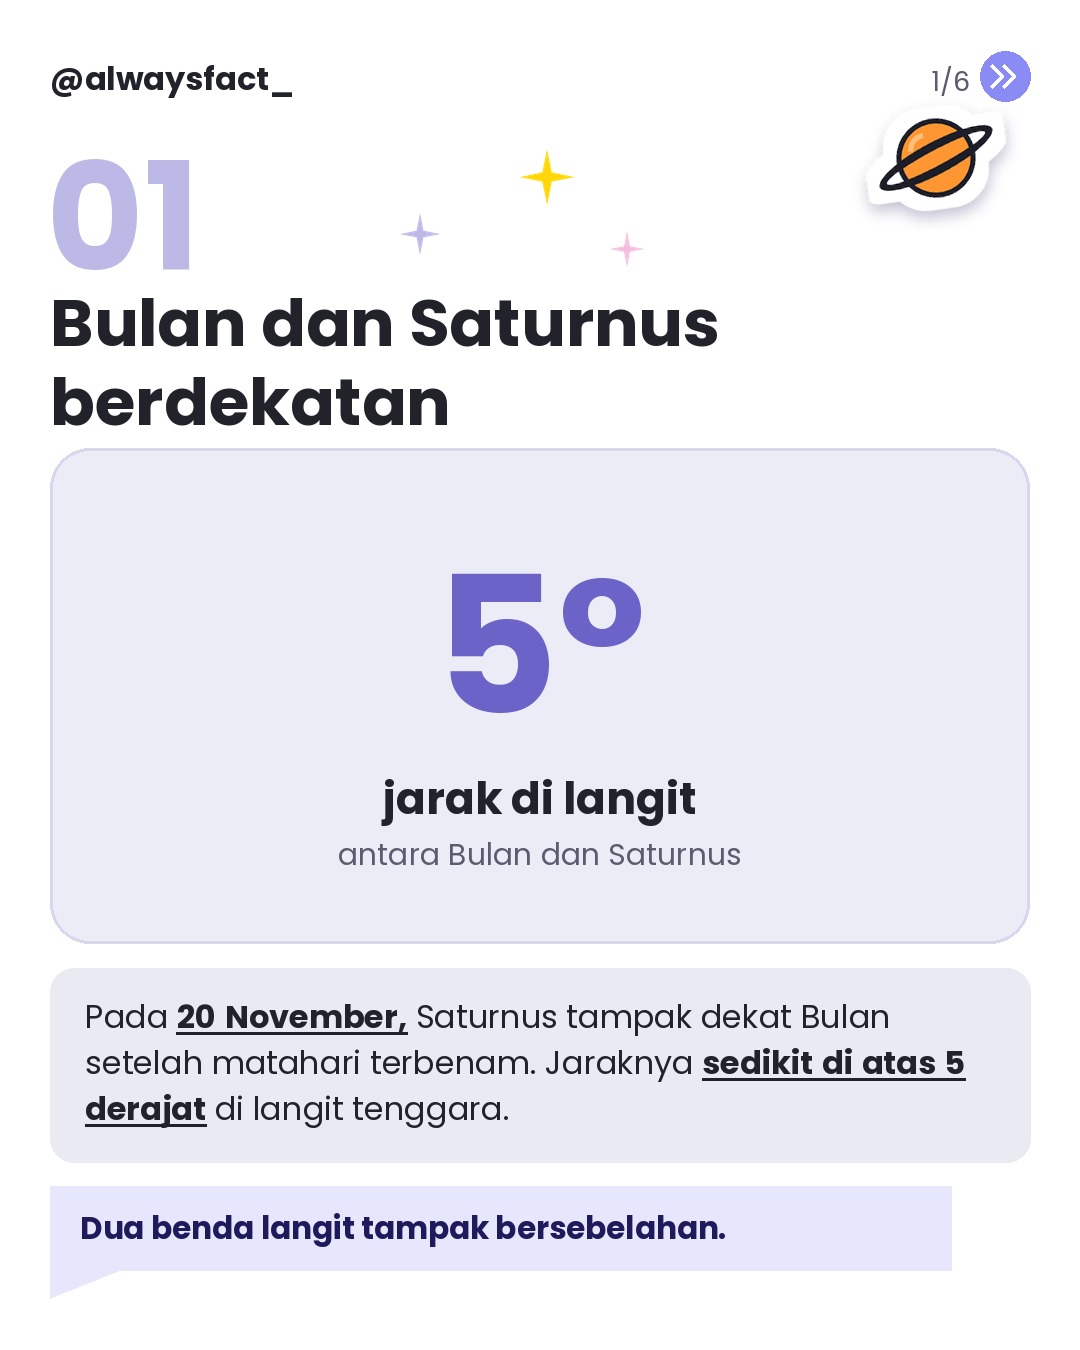 @alwaysfact_
1/6
01
Bulan dan Saturnus
berdekatan
5°
jarak di langit
antara Bulan dan Saturnus
Pada 20 November, Saturnus tampak dekat Bulan
setelah matahari terbenam. Jaraknya sedikit di atas 5
derajat di langit tenggara.
Dua benda langit tampak bersebelahan.